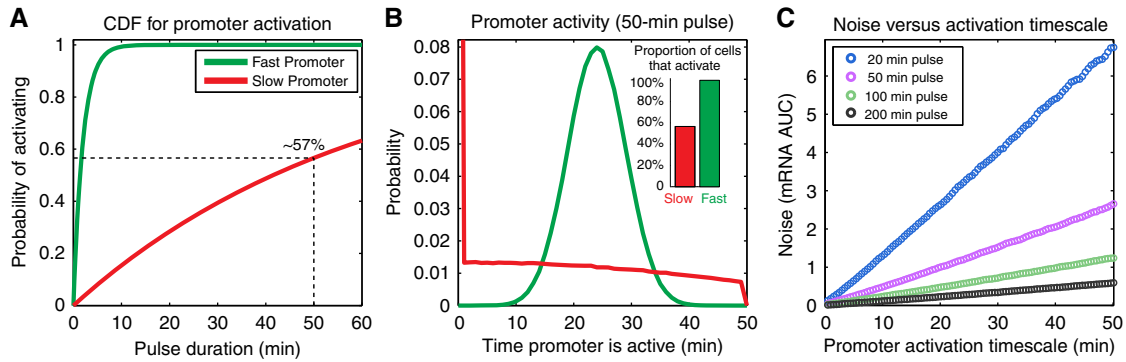 A
CDF for promoter activation
Probability of activating
1
0.8
0.6
0.4
0.2
0
Fast Promoter
Slow Promoter
~57%
0 10 20 30 40 50 60
Pulse duration (min)
B
Promoter activity (50-min pulse)
Probability
0.08
0.07
0.06
0.05
0.04
0.03
0.02
0.01
0
Proportion of cells
that activate
100%
80%
60%
40%
20%
0
Slow Fast
0 10 20 30 40 50
Time promoter is active (min)
C
Noise versus activation timescale
Noise (mRNA AUC)
6
5
4
3
2
1
0
20 min pulse
50 min pulse
100 min pulse
200 min pulse
0 10 20 30 40 50
Promoter activation timescale (min)